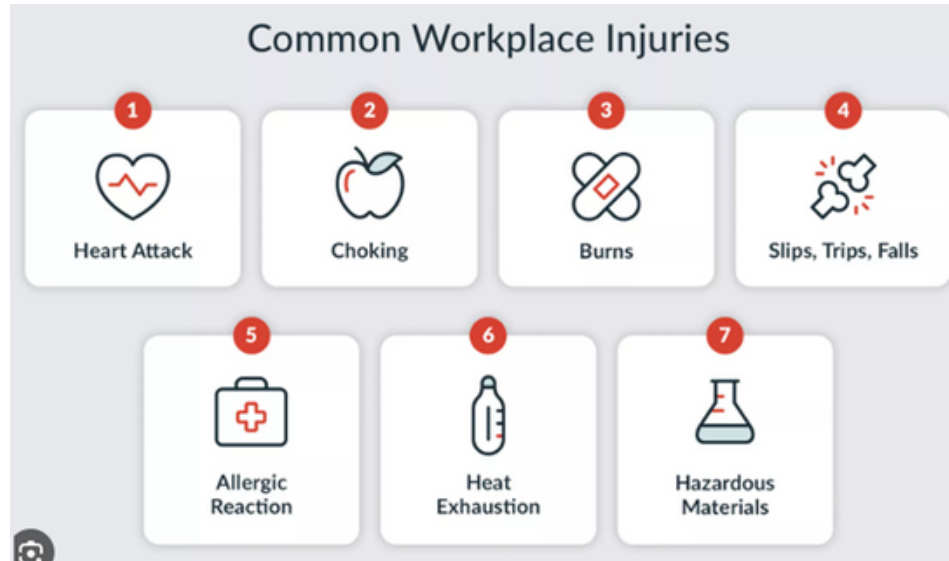 Common Workplace Injuries
1
2
3
4
Heart Attack
Choking
Burns
Slips, Trips, Falls
5
6
7
Allergic
Reaction
Heat
Exhaustion
Hazardous
Materials